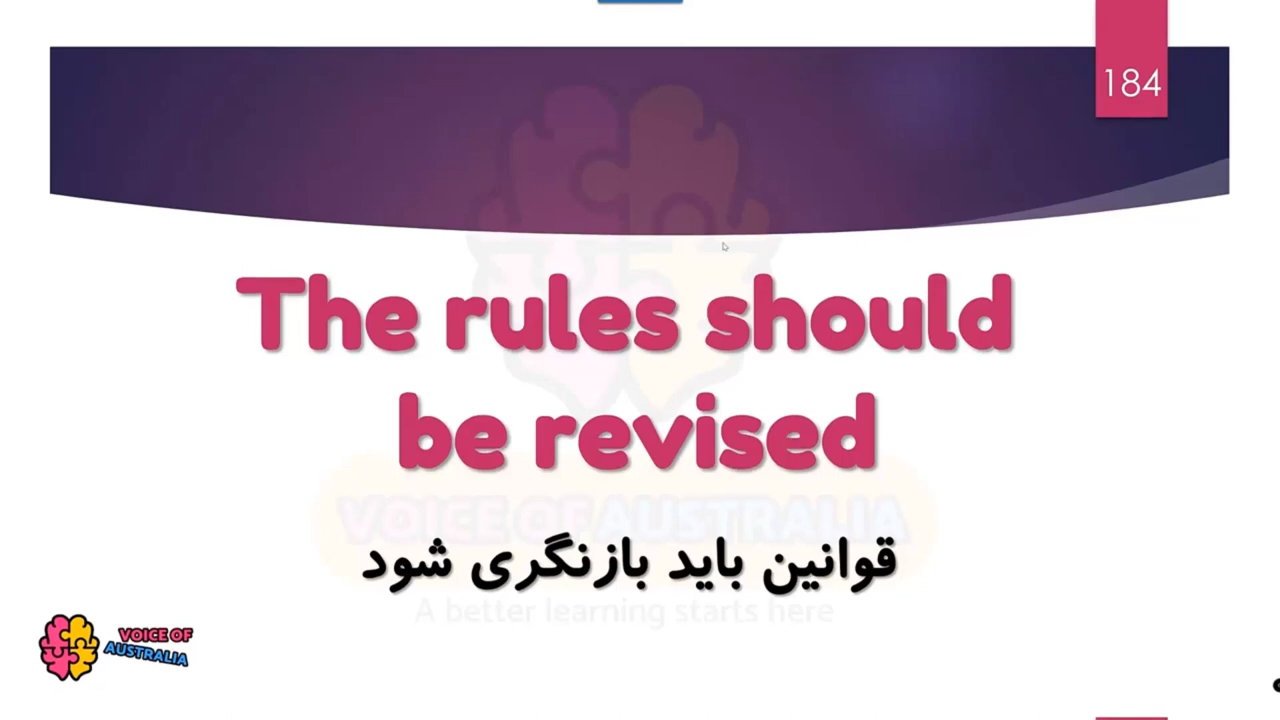 184
The rules should
be revised
VOICE OF AUSTRALIA
قوانین باید بازنگری شود
A better learning starts here
VOICE OF
AUSTRALIA